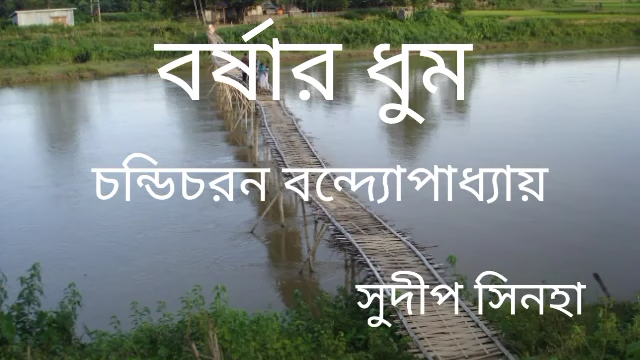 বর্ষার ধুম
চন্ডিচরন বন্দ্যোপাধ্যায়
সুদীপ সিনহা